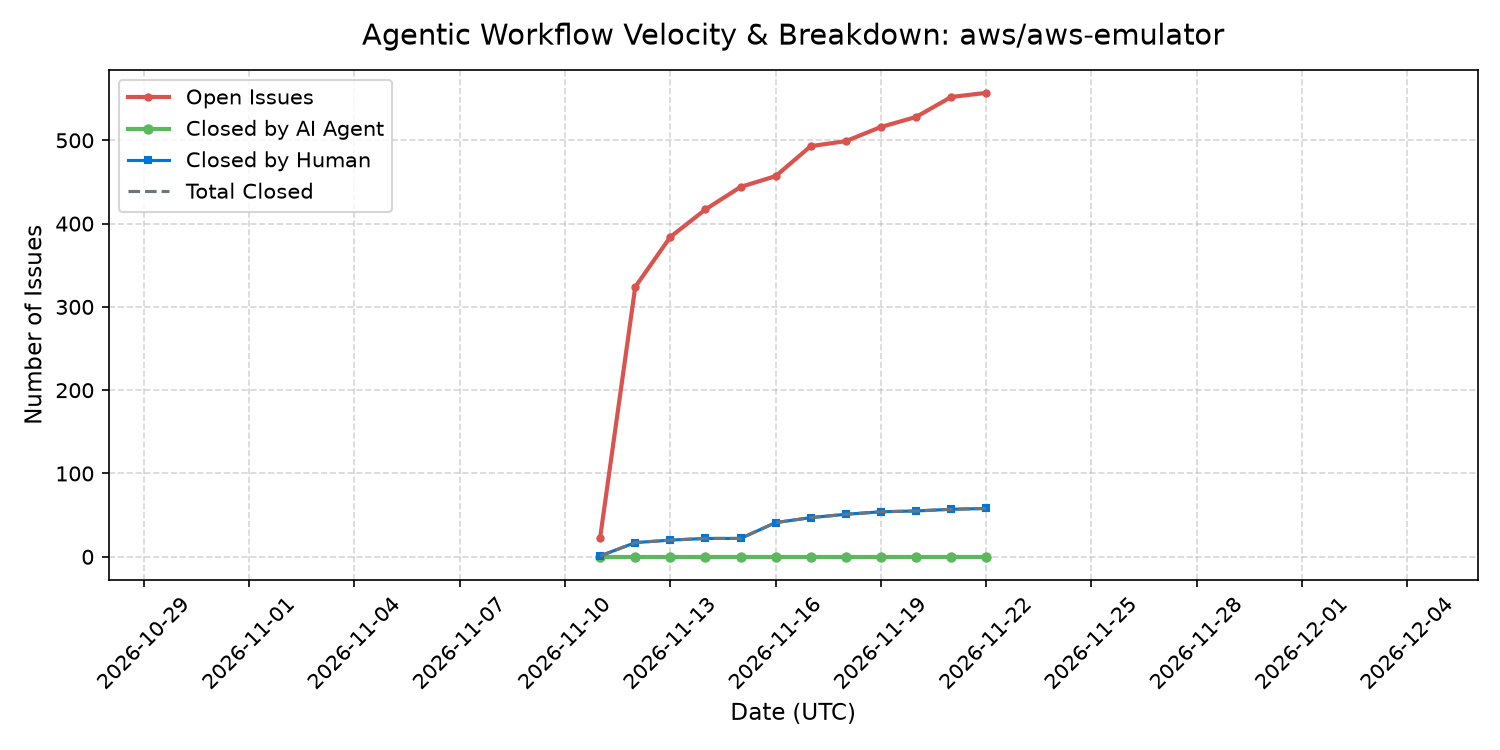 Agentic Workflow Velocity & Breakdown: aws/aws-emulator
Open Issues
Closed by AI Agent
Closed by Human
Total Closed
Number of Issues
500
400
300
200
100
0
2026-10-29
2026-11-01
2026-11-04
2026-11-07
2026-11-10
2026-11-13
2026-11-16
2026-11-19
2026-11-22
2026-11-25
2026-11-28
2026-12-01
2026-12-04
Date (UTC)